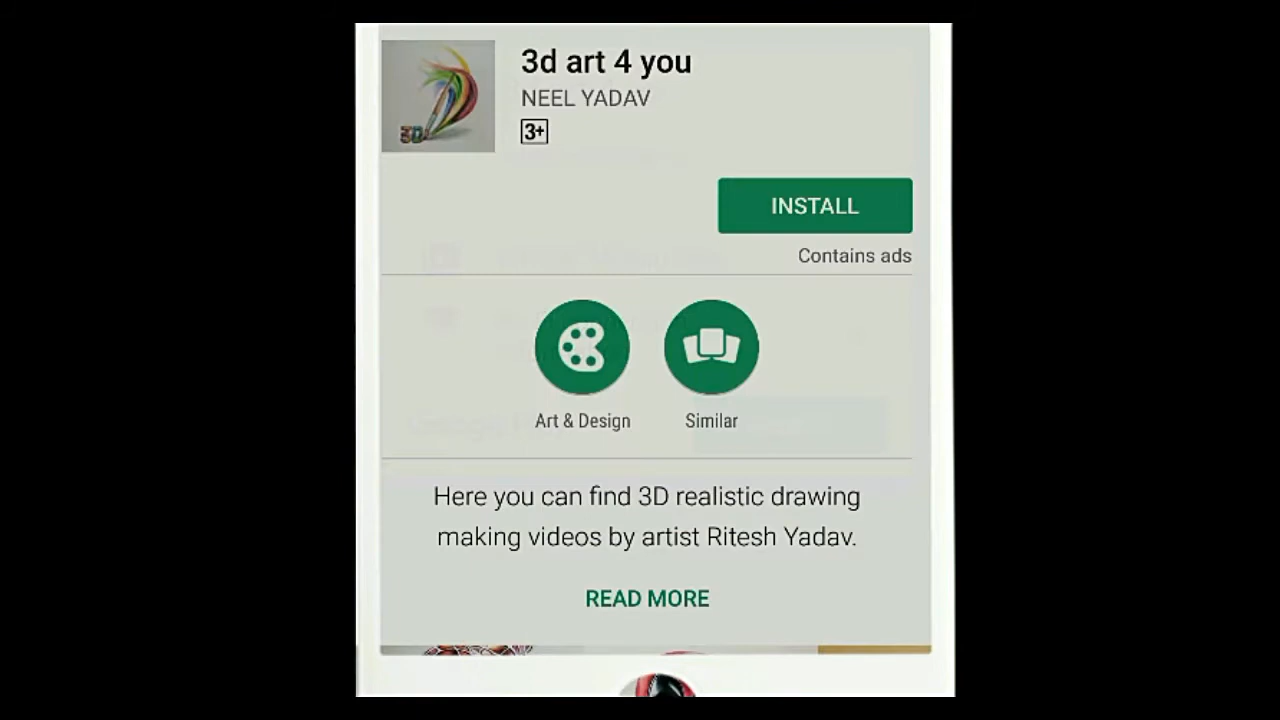 3d art 4 you
NEEL YADAV
3+
INSTALL
Contains ads
Art & Design
Similar
Here you can find 3D realistic drawing
making videos by artist Ritesh Yadav.
READ MORE
3D